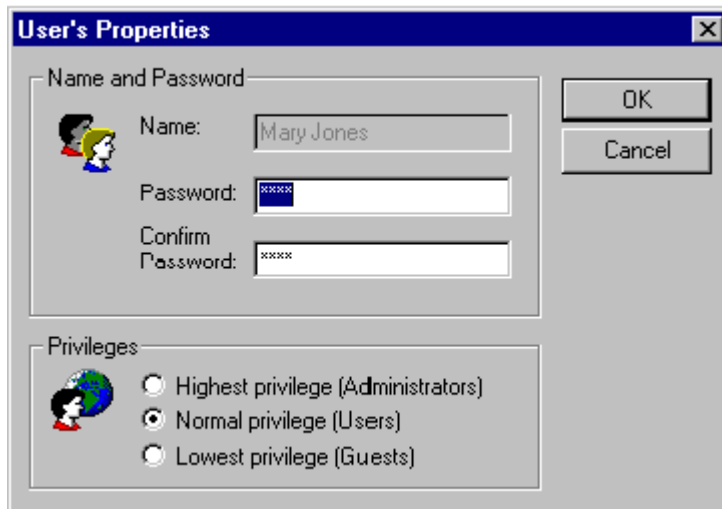 User's Properties
Name and Password
Name:
Mary Jones
Password:
****
Confirm
Password:
****
OK
Cancel
Privileges
Highest privilege (Administrators)
Normal privilege (Users)
Lowest privilege (Guests)